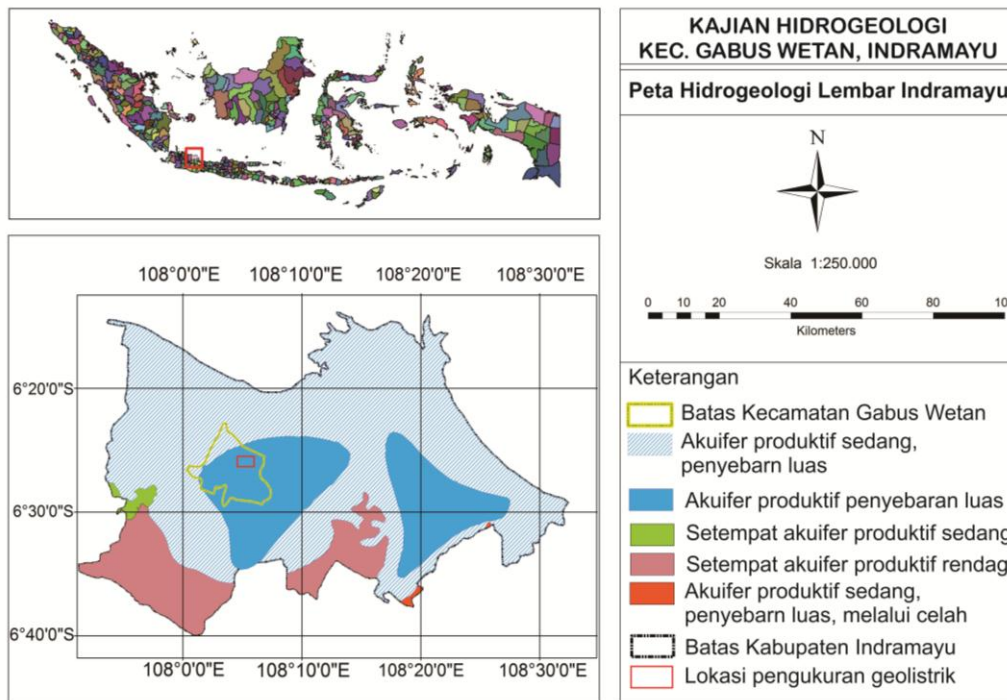 KAJIAN HIDROGEOLOGI
KEC. GABUS WETAN, INDRAMAYU
Peta Hidrogeologi Lembar Indramayu
N
Skala 1:250.000
0 10 20 40 60 80 100
Kilometers
108°0'0"E 108°10'0"E 108°20'0"E 108°30'0"E
6°20'0"S
6°30'0"S
6°40'0"S
108°0'0"E 108°10'0"E 108°20'0"E 108°30'0"E
Keterangan
Batas Kecamatan Gabus Wetan
Akuifer produktif sedang,
penyebarn luas
Akuifer produktif penyebaran luas
Setempat akuifer produktif sedang
Setempat akuifer produktif rendag
Akuifer produktif sedang,
penyebarn luas, melalui celah
Batas Kabupaten Indramayu
Lokasi pengukuran geolistrik